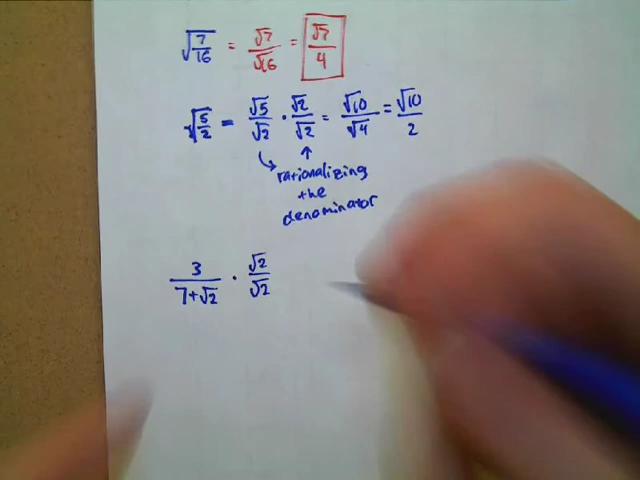 √7/16 = √7/√16 = √7/4
√5/2 = √5/√2 · √2/√2 = √10/√4 = √10/2
rationalizing
the
denominator
3/7+√2 · √2/√2